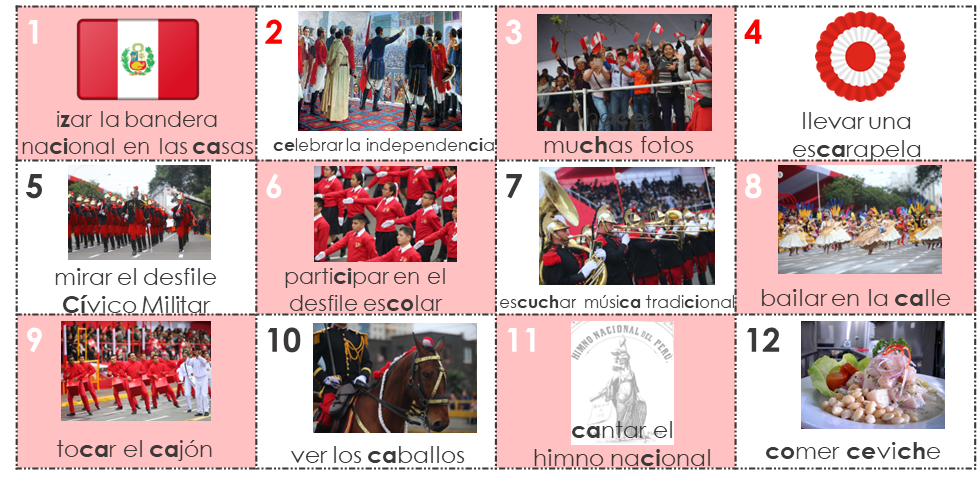 1
izar la bandera
nacional en las casas
2
celebrar la independencia
3
muchas fotos
4
llevar una
escarapela
5
mirar el desfile
Cívico Militar
6
participar en el
desfile escolar
7
escuchar música tradicional
8
bailar en la calle
9
tocar el cajón
10
ver los caballos
11
HIMNO NACIONAL DEL PERÚ.
cantar el
himno nacional
12
comer ceviche